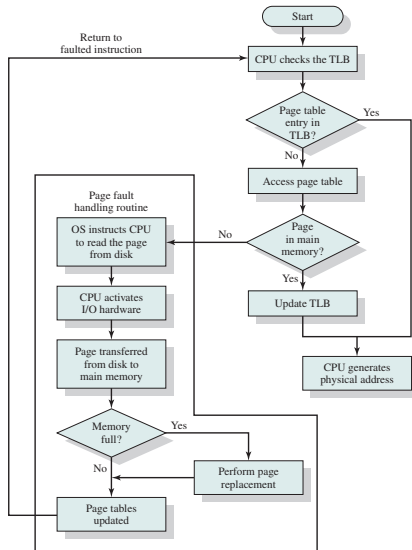 Start
Return to
faulted instruction
CPU checks the TLB
Page table
entry in
TLB?
Yes
No
Access page table
Page fault
handling routine
OS instructs CPU
to read the page
from disk
No
Page
in main
memory?
Yes
CPU activates
I/O hardware
Update TLB
Page transferred
from disk to
main memory
CPU generates
physical address
Memory
full?
Yes
No
Perform page
replacement
Page tables
updated